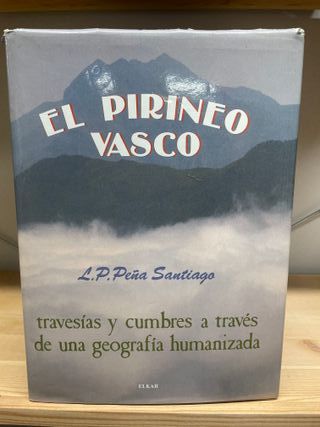 EL PIRINEO
VASCO
L.P.Peña Santiago
travesías y cumbres a través
de una geografía humanizada
ELKAR